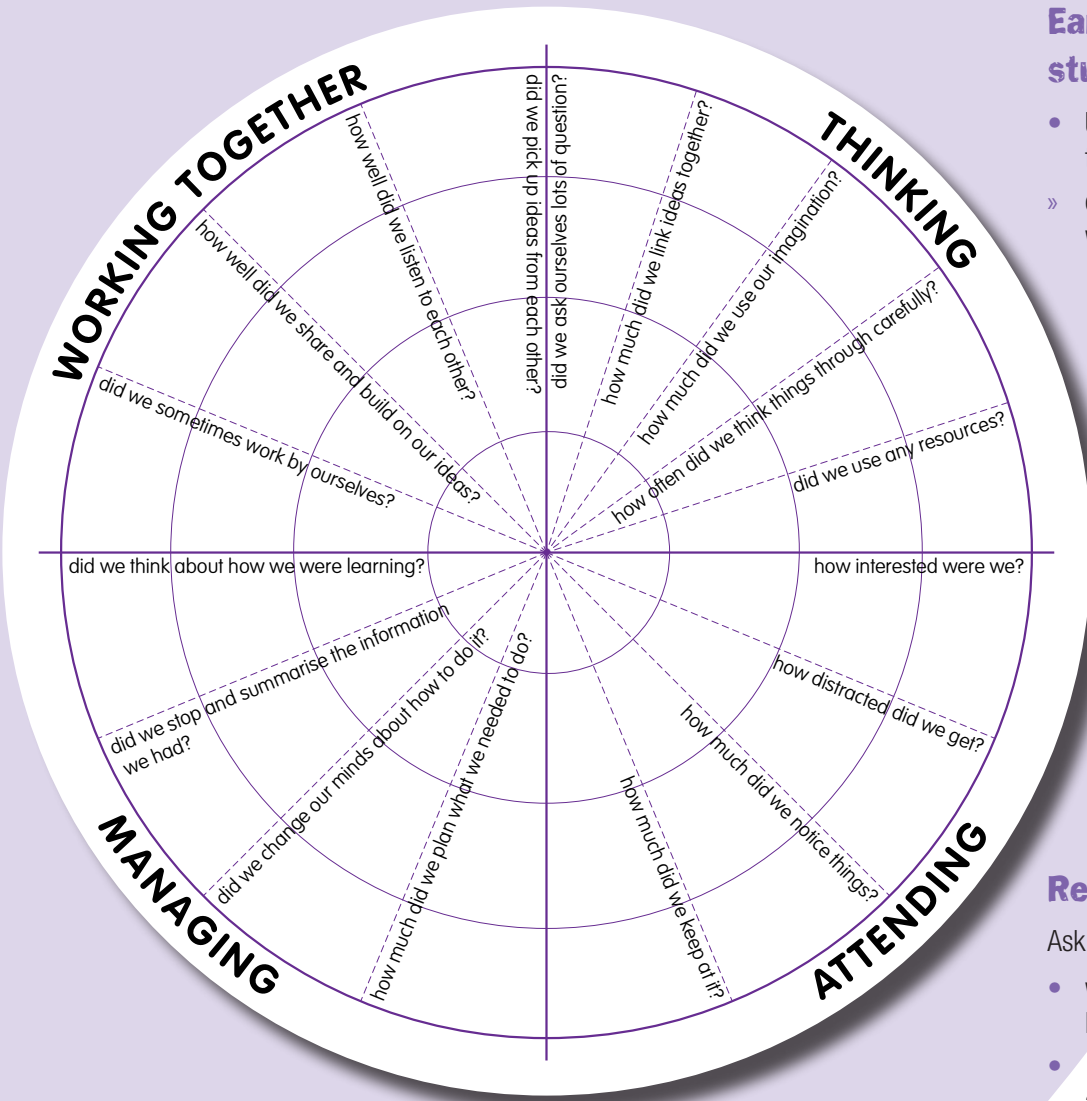 WORKING TOGETHER
did we sometimes work by ourselves?
how well did we share and build on our ideas?
how well did we listen to each other?
did we pick up ideas from each other?
THINKING
did we ask ourselves lots of question?
how much did we link ideas together?
how much did we use our imagination?
how often did we think things through carefully?
did we use any resources?
ATTENDING
how interested were we?
how distracted did we get?
how much did we notice things?
how much did we keep at it?
MANAGING
how much did we plan what we needed to do?
did we change our minds about how to do it?
did we stop and summarise the information
we had?
did we think about how we were learning?
Ask